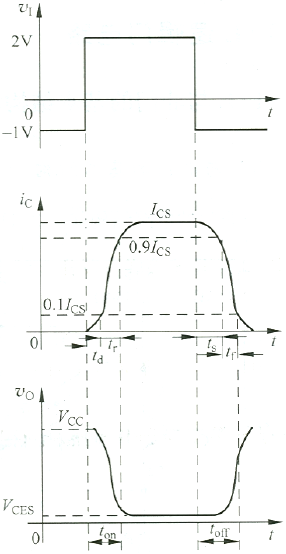 v_I
2V
0
t
−1V
i_C
I_CS
0.9I_CS
0.1I_CS
0
t_d
t_r
t_s
t_f
t
v_O
V_CC
V_CES
0
t_on
t_off
t